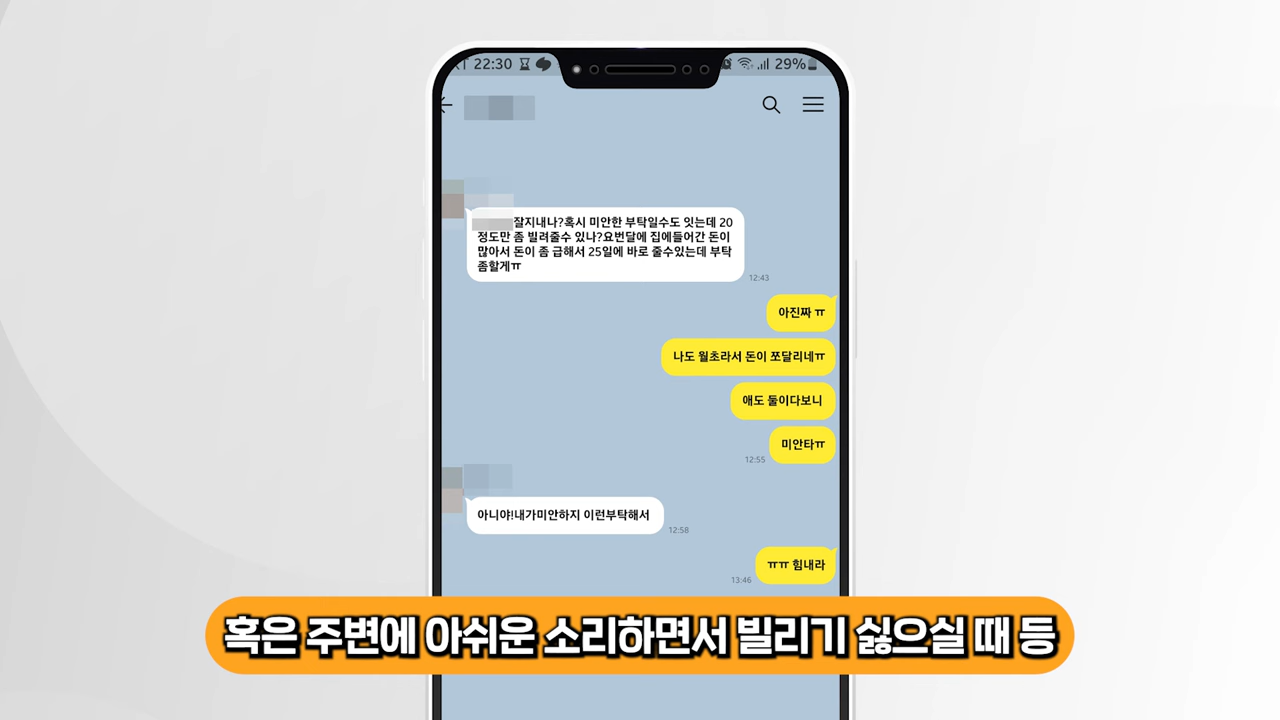 22:30
29%
잘지내나?혹시 미안한 부탁일수도 잇는데 20
정도만 좀 빌려줄수 있나?요번달에 집에들어간 돈이
많아서 돈이 좀 급해서 25일에 바로 줄수있는데 부탁
좀할게ㅠ
12:43
아진짜 ㅠ
나도 월초라서 돈이 쪼달리네ㅠ
애도 둘이다보니
미안타ㅠ
12:55
아니야!내가미안하지 이런부탁해서
12:58
ㅠㅠ 힘내라
13:46
혹은 주변에 아쉬운 소리하면서 빌리기 싫으실 때 등